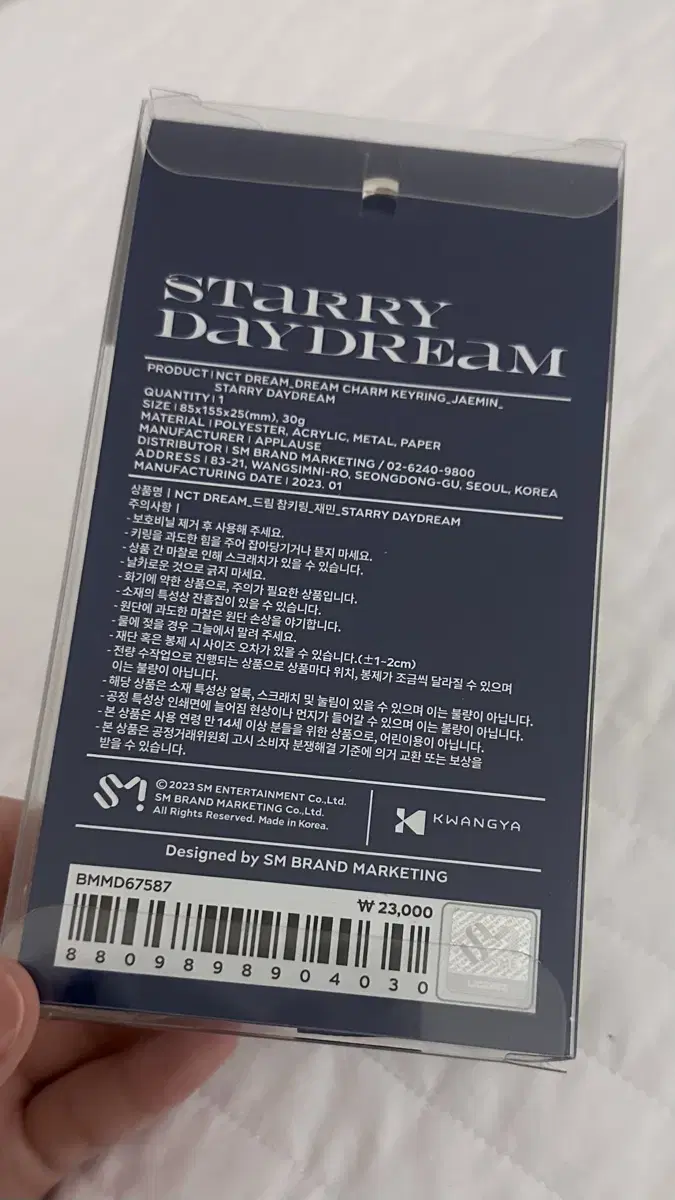 STARRY
DAYDREAM
PRODUCT | NCT DREAM_DREAM CHARM KEYRING_JAEMIN_
STARRY DAYDREAM
QUANTITY | 1
SIZE | 85x155x25(mm), 30g
MATERIAL | POLYESTER, ACRYLIC, METAL, PAPER
MANUFACTURER | APPLAUSE
DISTRIBUTOR | SM BRAND MARKETING / 02-6240-9800
ADDRESS | 83-21, WANGSIMNI-RO, SEONGDONG-GU, SEOUL, KOREA
MANUFACTURING DATE | 2023. 01
상품명 | NCT DREAM_드림 참키링_재민_STARRY DAYDREAM
주의사항 |
- 보호비닐 제거 후 사용해 주세요.
- 키링을 과도한 힘을 주어 잡아당기거나 뜯지 마세요.
- 상품 간 마찰로 인해 스크래치가 있을 수 있습니다.
- 날카로운 것으로 긁지 마세요.
- 화기에 약한 상품으로, 주의가 필요한 상품입니다.
- 소재의 특성상 잔흠집이 있을 수 있습니다.
- 원단에 과도한 마찰은 원단 손상을 야기합니다.
- 물에 젖을 경우 그늘에서 말려 주세요.
- 재단 혹은 봉제 시 사이즈 오차가 있을 수 있습니다.(±1-2cm)
- 전량 수작업으로 진행되는 상품으로 상품마다 위치, 봉제가 조금씩 달라질 수 있으며
이는 불량이 아닙니다.
- 해당 상품은 소재 특성상 얼룩, 스크래치 및 눌림이 있을 수 있으며 이는 불량이 아닙니다.
- 공정 특성상 인쇄면에 늘어짐 현상이나 먼지가 들어갈 수 있으며 이는 불량이 아닙니다.
- 본 상품은 사용 연령 만 14세 이상 분들을 위한 상품으로, 어린이용이 아닙니다.
- 본 상품은 공정거래위원회 고시 소비자 분쟁해결 기준에 의거 교환 또는 보상을
받을 수 있습니다.
SM!
©2023 SM ENTERTAINMENT Co.,Ltd.
SM BRAND MARKETING Co.,Ltd.
All Rights Reserved. Made in Korea.
KWANGYA
Designed by SM BRAND MARKETING
BMMD67587
₩ 23,000
8809898904030